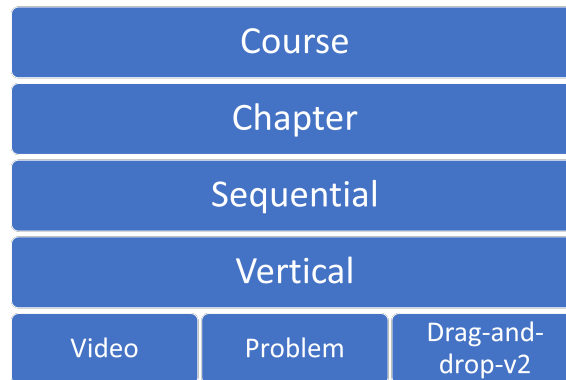 Course
Chapter
Sequential
Vertical
Video
Problem
Drag-and-
drop-v2